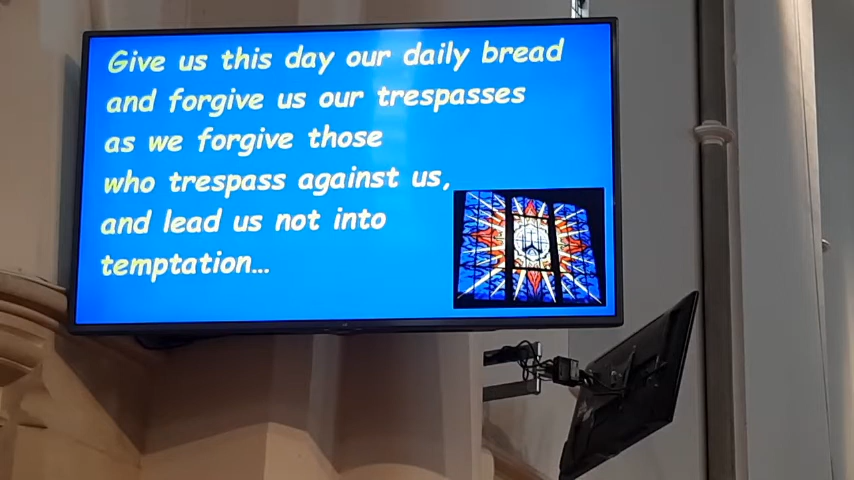 Give us this day our daily bread
and forgive us our trespasses
as we forgive those
who trespass against us,
and lead us not into
temptation...